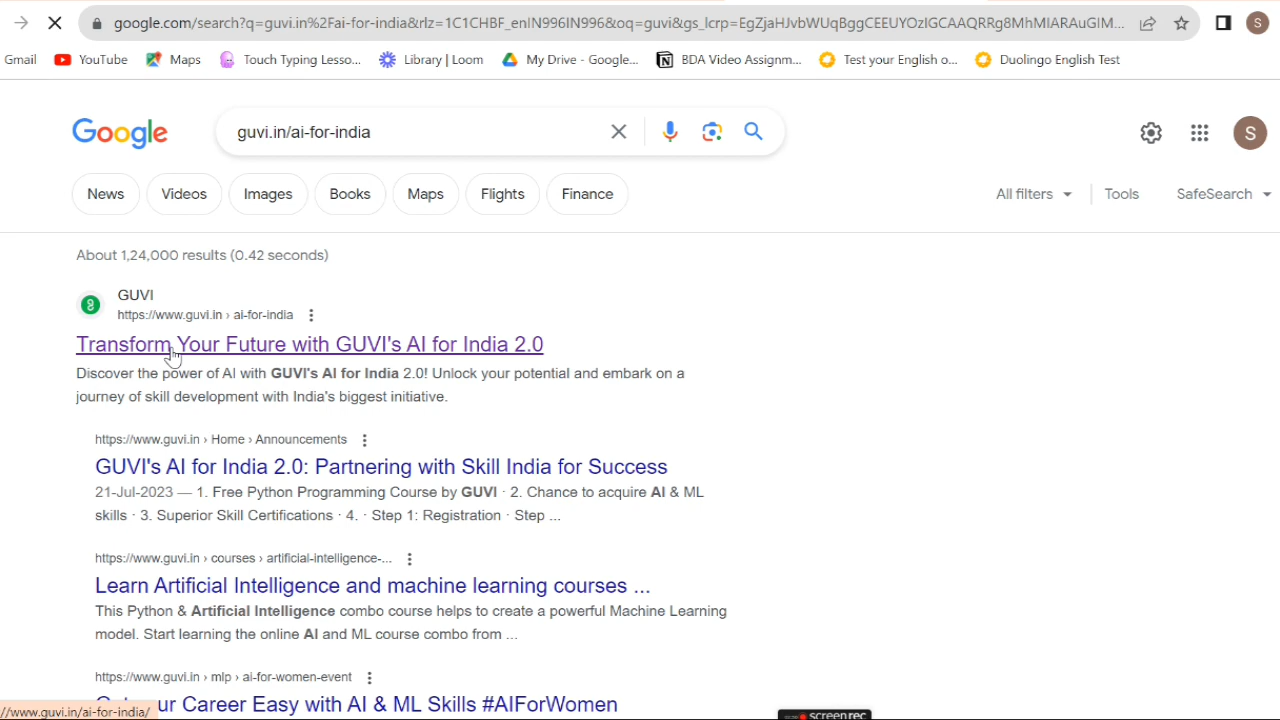 google.com/search?q=guvi.in%2Fai-for-india&rlz=1C1CHBF_enIN996IN996&oq=guvi&gs_lcrp=EgZjaHJvbWUqBggCEEUYOzIGCAAQRRg8MhMIARAuGIM...
S
Gmail YouTube Maps Touch Typing Lesso... Library | Loom My Drive - Google... BDA Video Assignm... Test your English o... Duolingo English Test
Google guvi.in/ai-for-india S
News Videos Images Books Maps Flights Finance All filters Tools SafeSearch
About 1,24,000 results (0.42 seconds)
GUVI
https://www.guvi.in › ai-for-india
Transform Your Future with GUVI's AI for India 2.0
Discover the power of AI with GUVI's AI for India 2.0! Unlock your potential and embark on a
journey of skill development with India's biggest initiative.
https://www.guvi.in › Home › Announcements
GUVI's AI for India 2.0: Partnering with Skill India for Success
21-Jul-2023 — 1. Free Python Programming Course by GUVI · 2. Chance to acquire AI & ML
skills · 3. Superior Skill Certifications · 4. · Step 1: Registration · Step ...
https://www.guvi.in › courses › artificial-intelligence-...
Learn Artificial Intelligence and machine learning courses ...
This Python & Artificial Intelligence combo course helps to create a powerful Machine Learning
model. Start learning the online AI and ML course combo from ...
https://www.guvi.in › mlp › ai-for-women-event
ur Career Easy with AI & ML Skills #AIForWomen
//www.guvi.in/ai-for-india/
screenrec